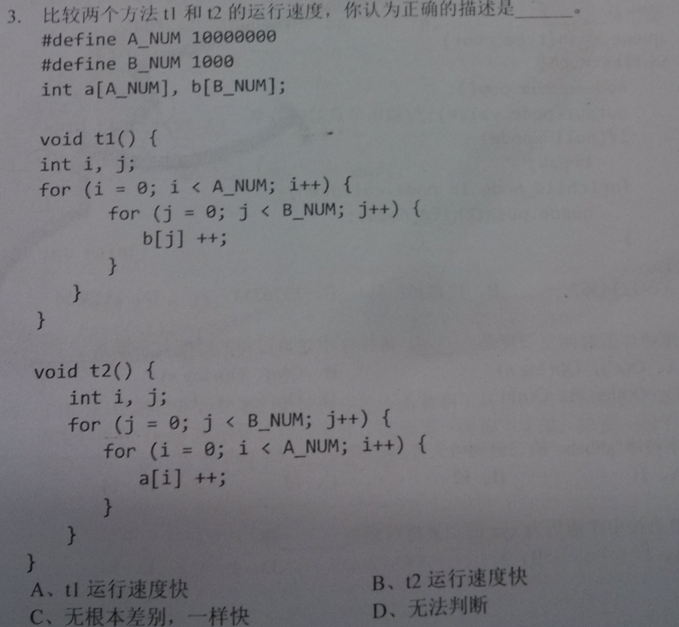 3. 比较两个方法 t1 和 t2 的运行速度，你认为正确的描述是______。
#define A_NUM 10000000
#define B_NUM 1000
int a[A_NUM], b[B_NUM];
void t1() {
int i, j;
for (i = 0; i < A_NUM; i++) {
for (j = 0; j < B_NUM; j++) {
b[j] ++;
}
}
}
void t2() {
int i, j;
for (j = 0; j < B_NUM; j++) {
for (i = 0; i < A_NUM; i++) {
a[i] ++;
}
}
}
A、t1 运行速度快 B、t2 运行速度快
C、无根本差别，一样快 D、无法判断